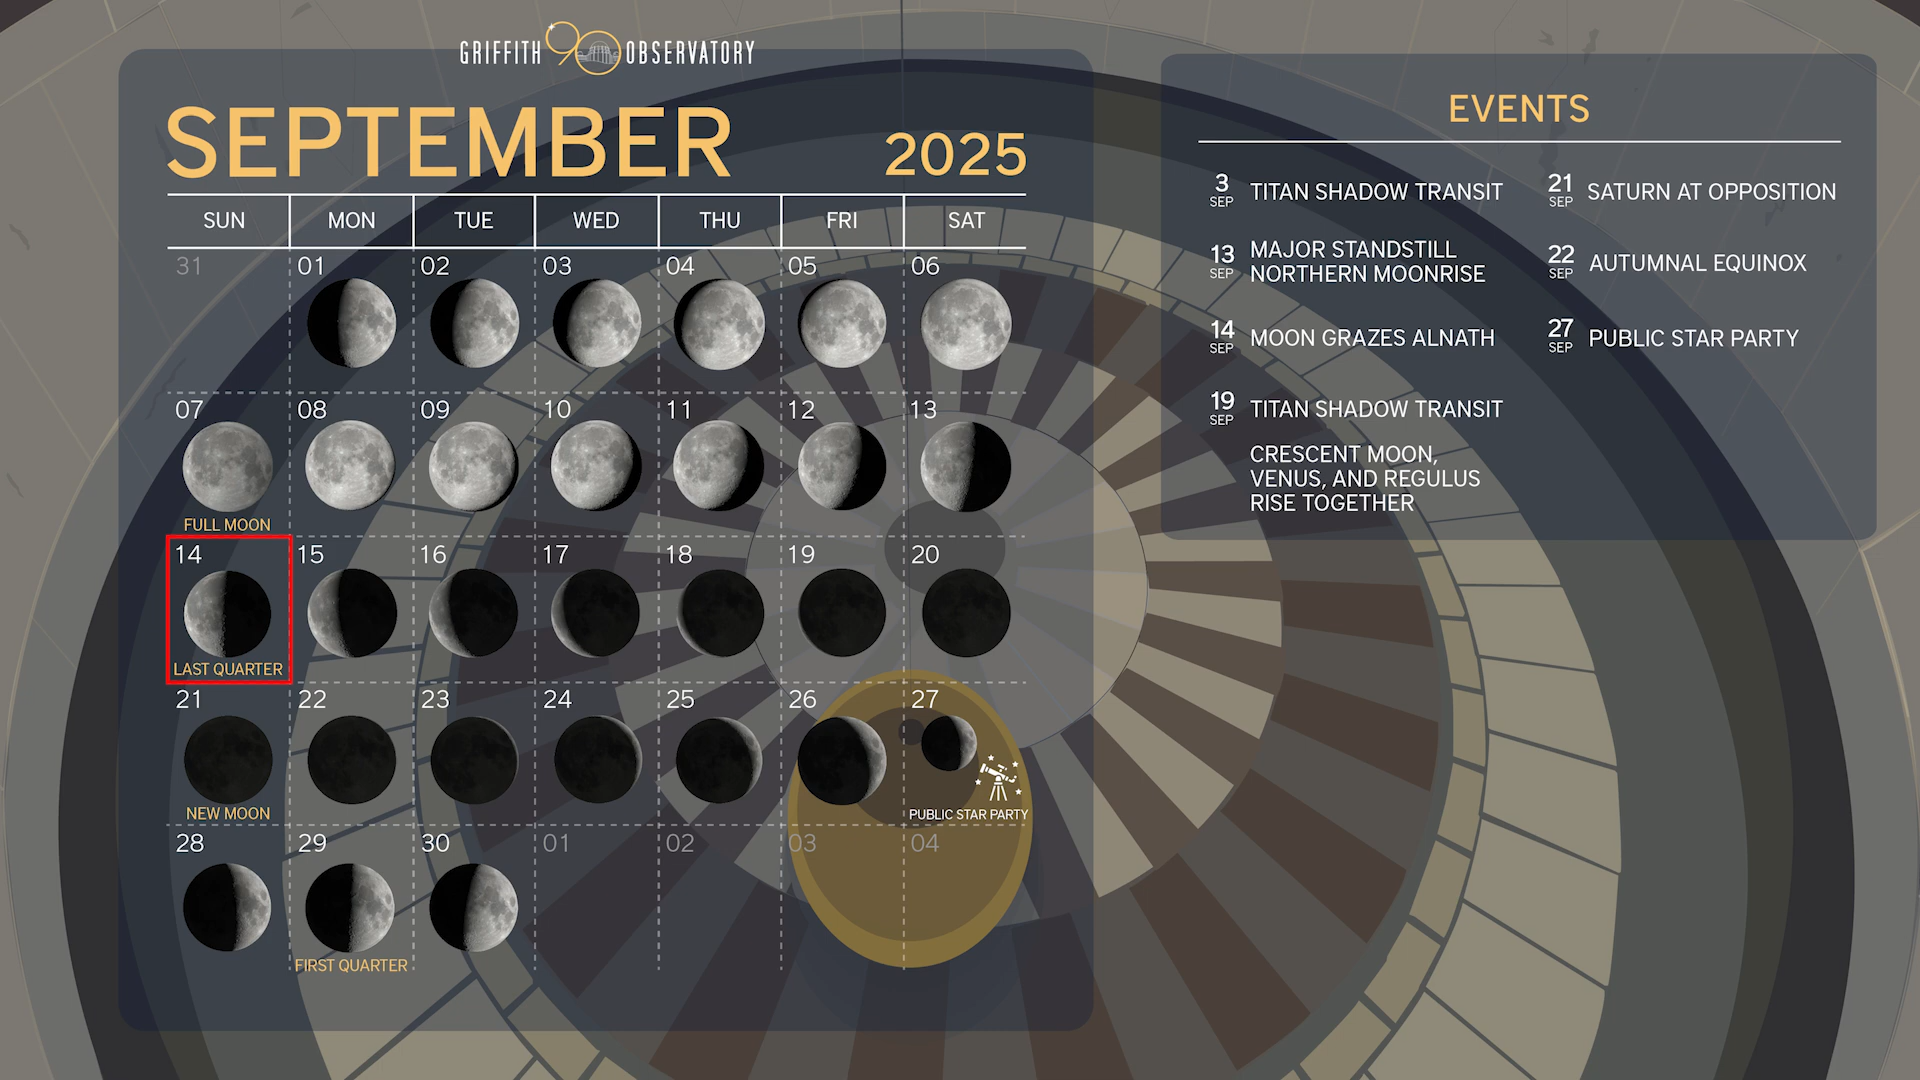 GRIFFITH 90 OBSERVATORY
SEPTEMBER 2025
SUN MON TUE WED THU FRI SAT
31 01 02 03 04 05 06
07 08 09 10 11 12 13
FULL MOON
14 15 16 17 18 19 20
LAST QUARTER
21 22 23 24 25 26 27
NEW MOON
PUBLIC STAR PARTY
28 29 30 01 02 03 04
FIRST QUARTER
EVENTS
3 SEP TITAN SHADOW TRANSIT
13 SEP MAJOR STANDSTILL
NORTHERN MOONRISE
14 SEP MOON GRAZES ALNATH
19 SEP TITAN SHADOW TRANSIT
CRESCENT MOON,
VENUS, AND REGULUS
RISE TOGETHER
21 SEP SATURN AT OPPOSITION
22 SEP AUTUMNAL EQUINOX
27 SEP PUBLIC STAR PARTY